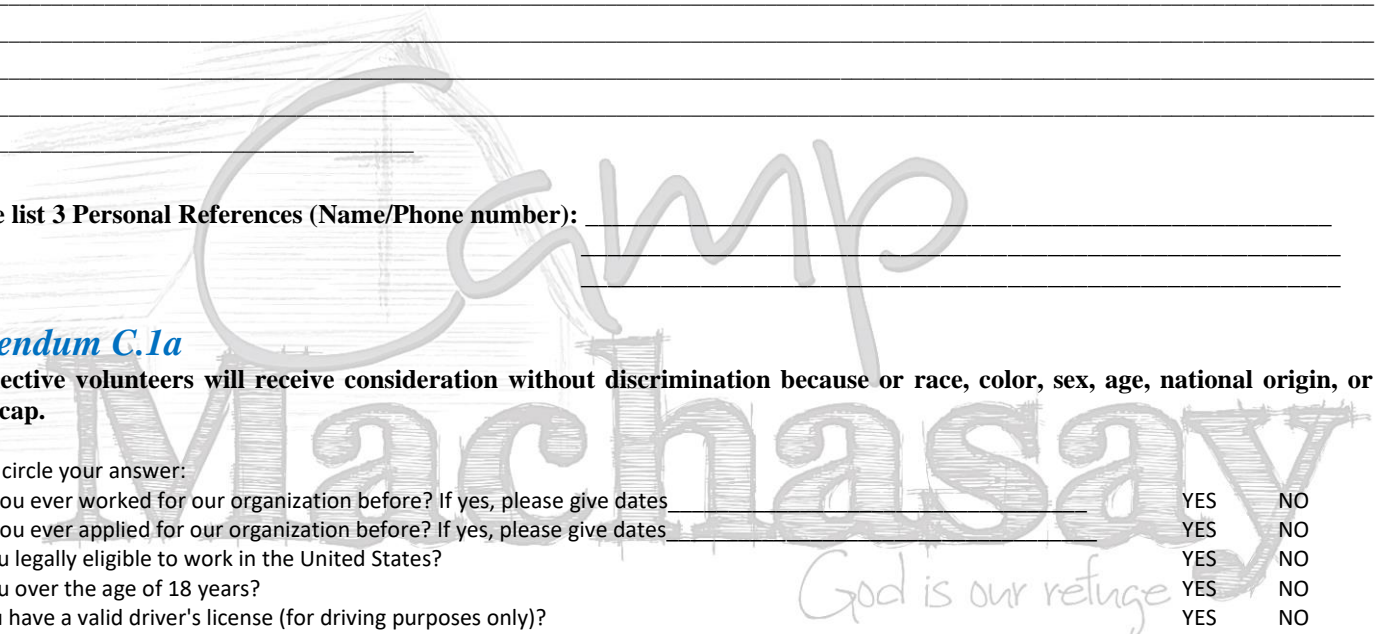 e list 3 Personal References (Name/Phone number):
endum C.1a
ective volunteers will receive consideration without discrimination because or race, color, sex, age, national origin, or
cap.
circle your answer:
ou ever worked for our organization before? If yes, please give dates YES NO
ou ever applied for our organization before? If yes, please give dates YES NO
u legally eligible to work in the United States? YES NO
u over the age of 18 years? YES NO
u have a valid driver's license (for driving purposes only)? YES NO
Camp
Machasay
God is our refuge